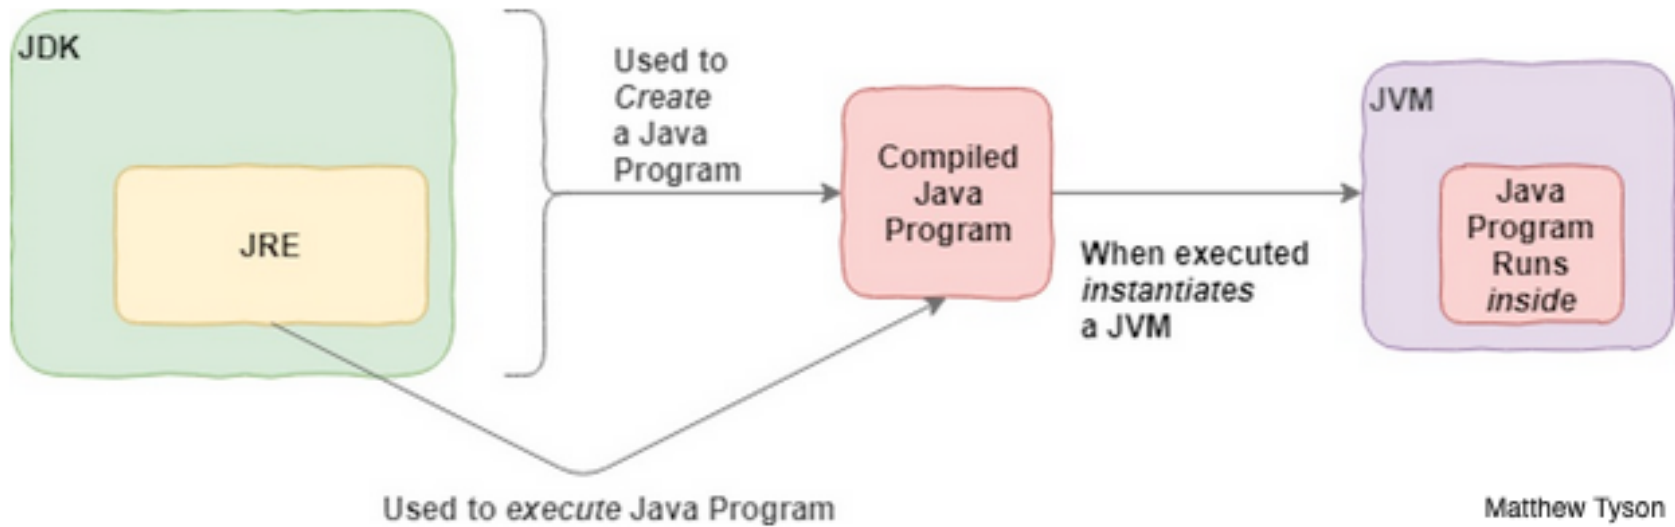 JDK
JRE
Used to
Create
a Java
Program
Compiled
Java
Program
When executed
instantiates
a JVM
JVM
Java
Program
Runs
inside
Used to execute Java Program
Matthew Tyson